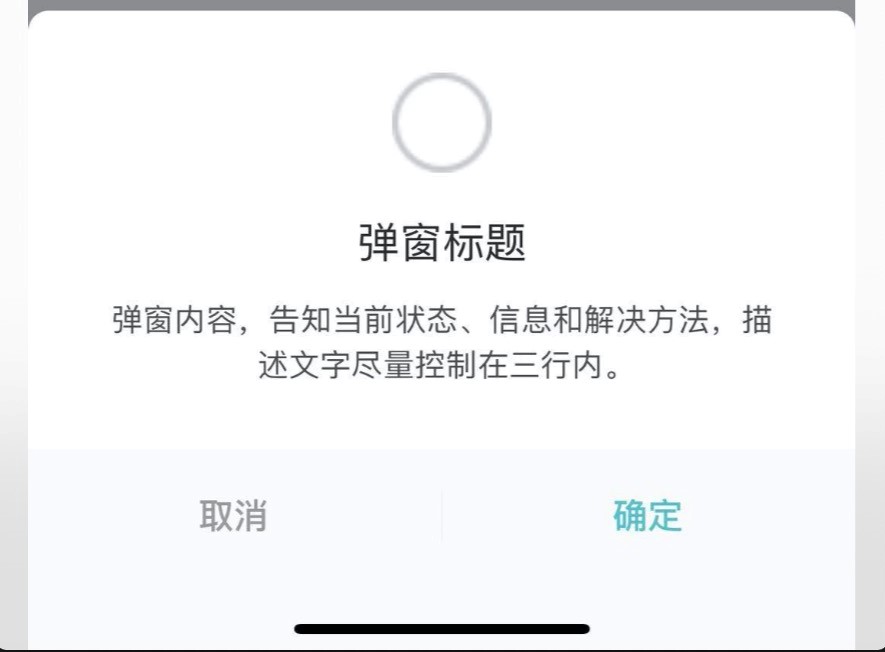 弹窗标题
弹窗内容，告知当前状态、信息和解决方法，描
述文字尽量控制在三行内。
取消
确定